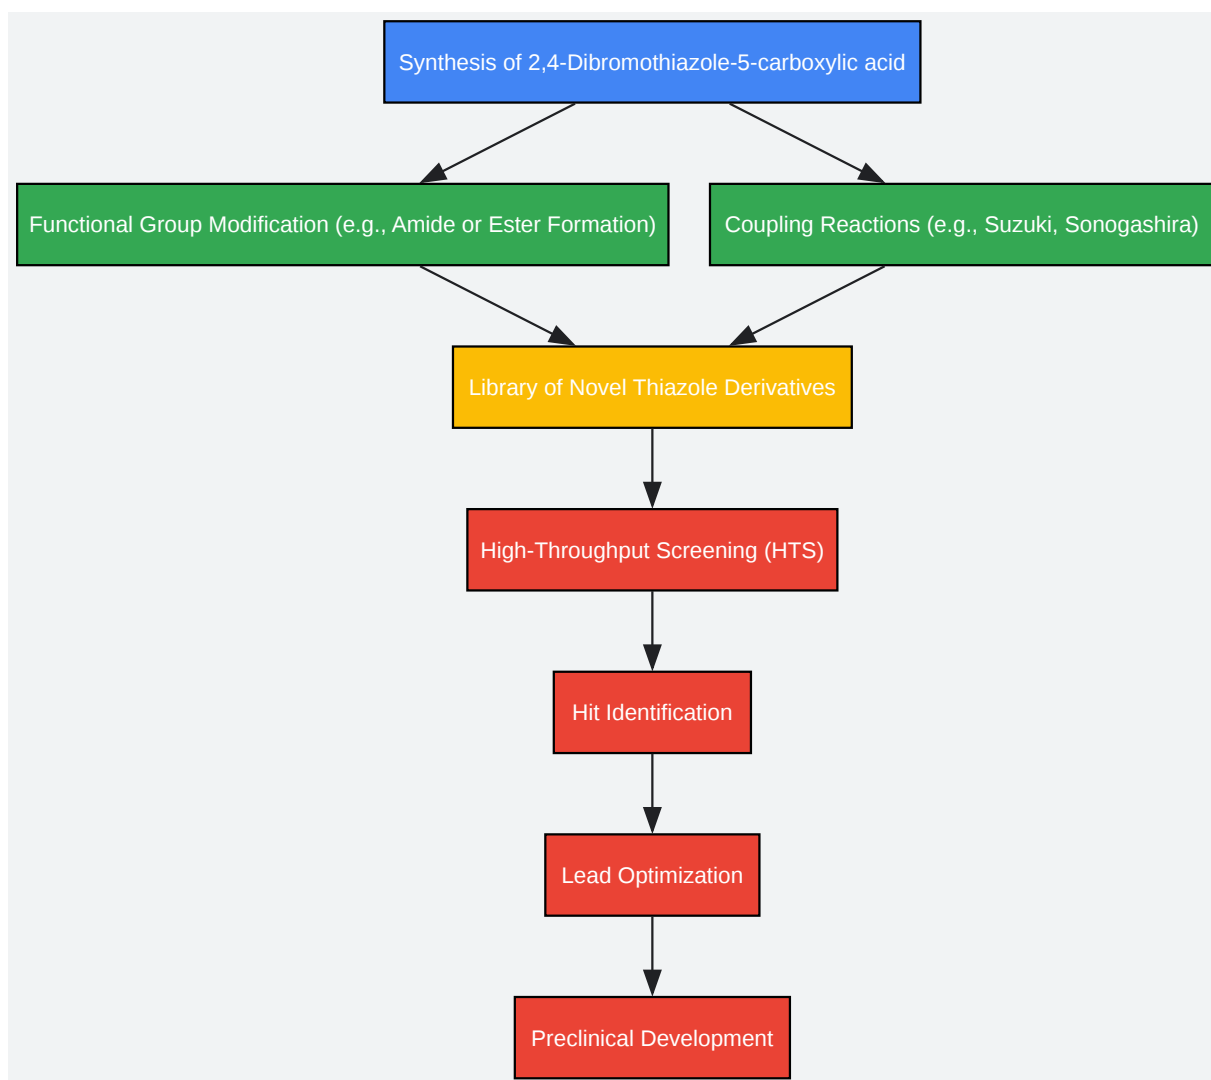 Synthesis of 2,4-Dibromothiazole-5-carboxylic acid
Functional Group Modification (e.g., Amide or Ester Formation)
Coupling Reactions (e.g., Suzuki, Sonogashira)
Library of Novel Thiazole Derivatives
High-Throughput Screening (HTS)
Hit Identification
Lead Optimization
Preclinical Development